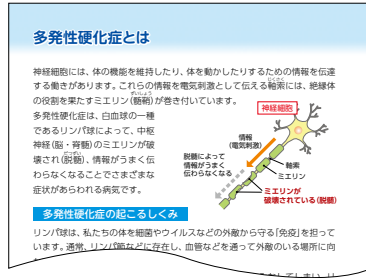 多発性硬化症とは
神経細胞には、体の機能を維持したり、体を動かしたりするための情報を伝達
する働きがあります。これらの情報を電気刺激として伝える軸索には、絶縁体
の役割を果たすミエリン(髄鞘)が巻き付いています。
多発性硬化症は、白血球の一種
であるリンパ球によって、中枢
神経(脳・脊髄)のミエリンが破
壊され(脱髄)、情報がうまく伝
わらなくなることでさまざまな
症状があらわれる病気です。
神経細胞
情報
(電気刺激)
脱髄によって
情報がうまく
伝わらなくなる
軸索
ミエリン
ミエリンが
破壊されている(脱髄)
多発性硬化症の起こるしくみ
リンパ球は、私たちの体を細菌やウイルスなどの外敵から守る「免疫」を担って
います。通常、リンパ節などに存在し、血管などを通って外敵のいる場所に向